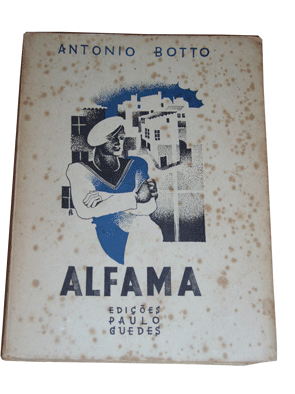 ANTONIO BOTTO
ALFAMA
EDIÇÕES
PAULO
GUEDES